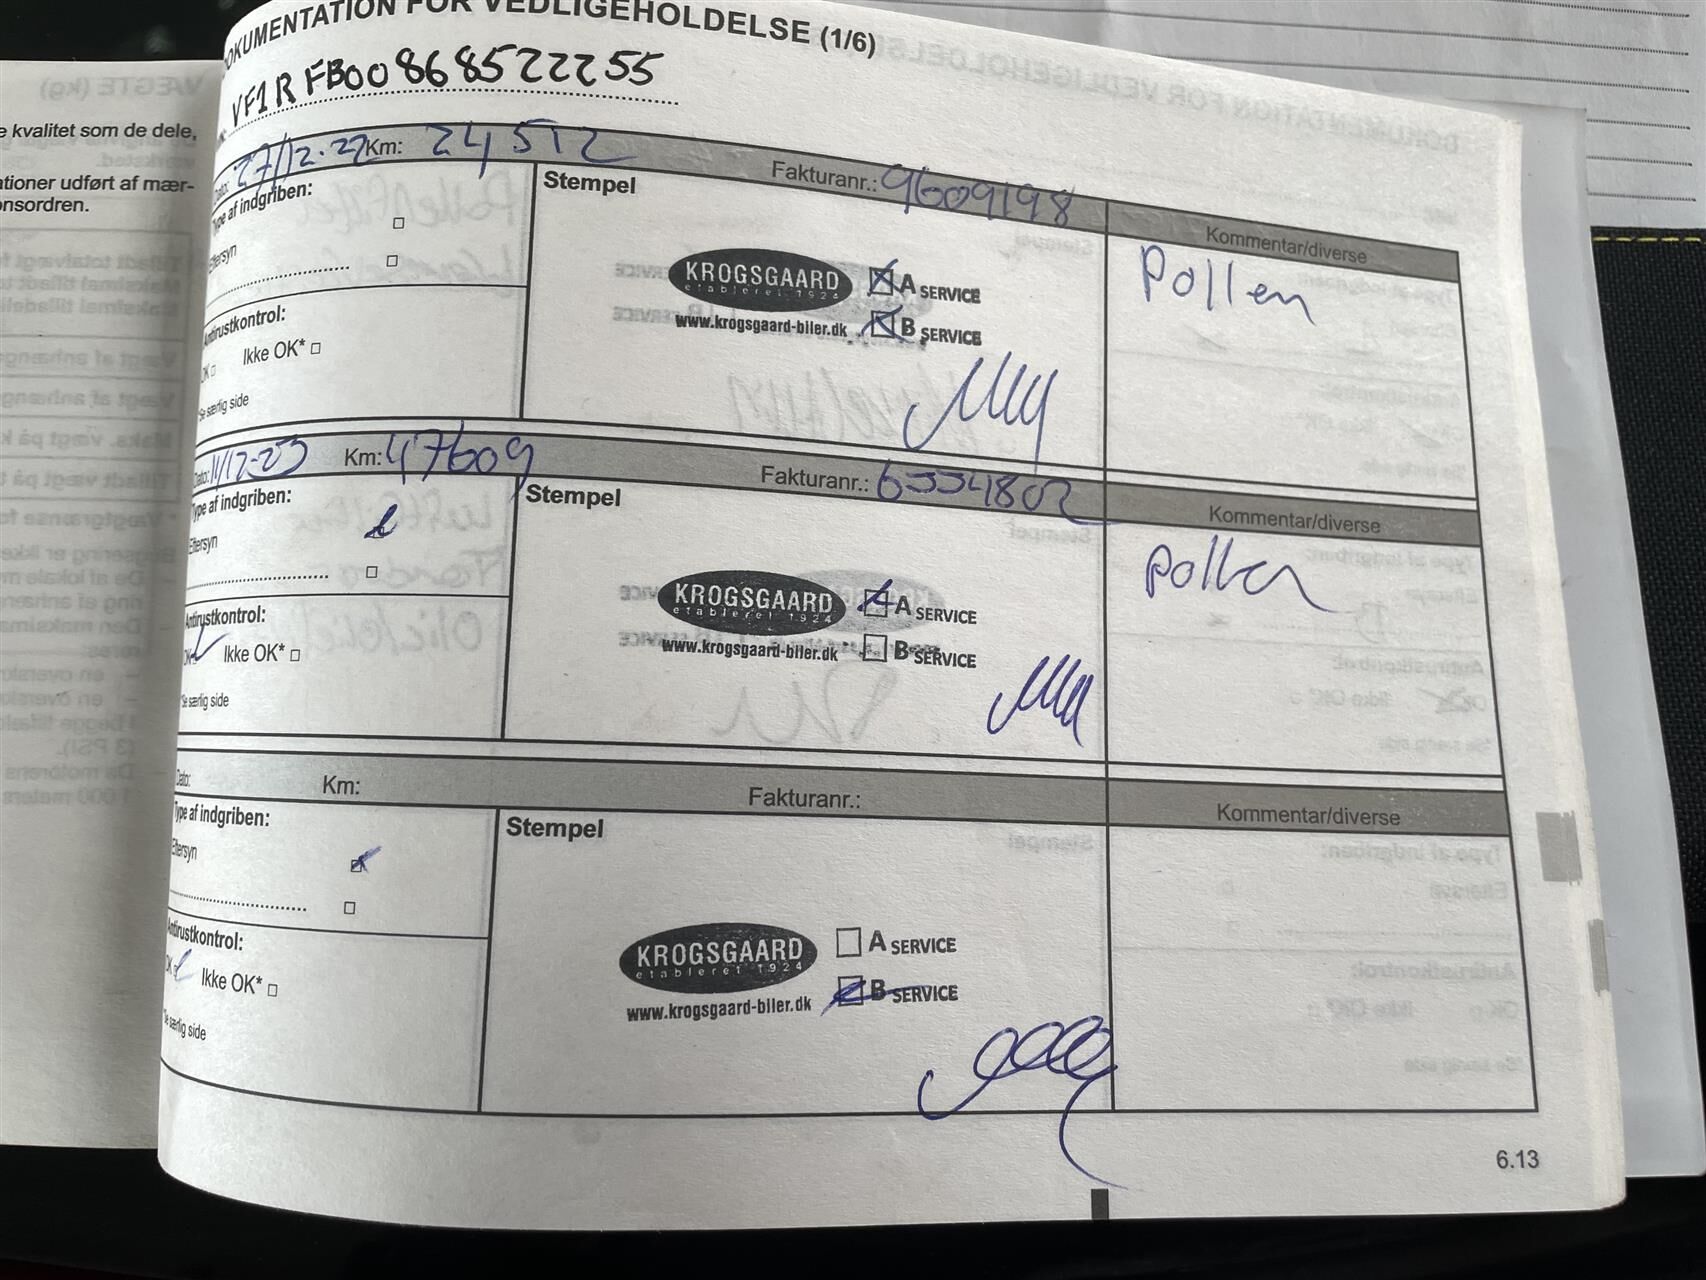 DOKUMENTATION FOR VEDLIGEHOLDELSE (1/6)
VF1RFB00868522255
e kvalitet som de dele,
ationer udført af mær-
onsordren.
Dato: 27/12-22 Km: 24512 Fakturanr.: 9609198
Type af indgriben:
Eftersyn
Antirustkontrol:
OK Ikke OK*
*Se særlig side
Stempel
KROGSGAARD
etableret 1924
www.krogsgaard-biler.dk
A SERVICE
B SERVICE
Kommentar/diverse
Pollen
Dato: 11/12-23 Km: 47609 Fakturanr.: 63341802
Type af indgriben:
Eftersyn
Antirustkontrol:
OK Ikke OK*
*Se særlig side
Stempel
KROGSGAARD
etableret 1924
www.krogsgaard-biler.dk
A SERVICE
B SERVICE
Kommentar/diverse
pollen
Dato: Km: Fakturanr.:
Type af indgriben:
Eftersyn
Antirustkontrol:
OK Ikke OK*
*Se særlig side
Stempel
KROGSGAARD
etableret 1924
www.krogsgaard-biler.dk
A SERVICE
B SERVICE
Kommentar/diverse
6.13